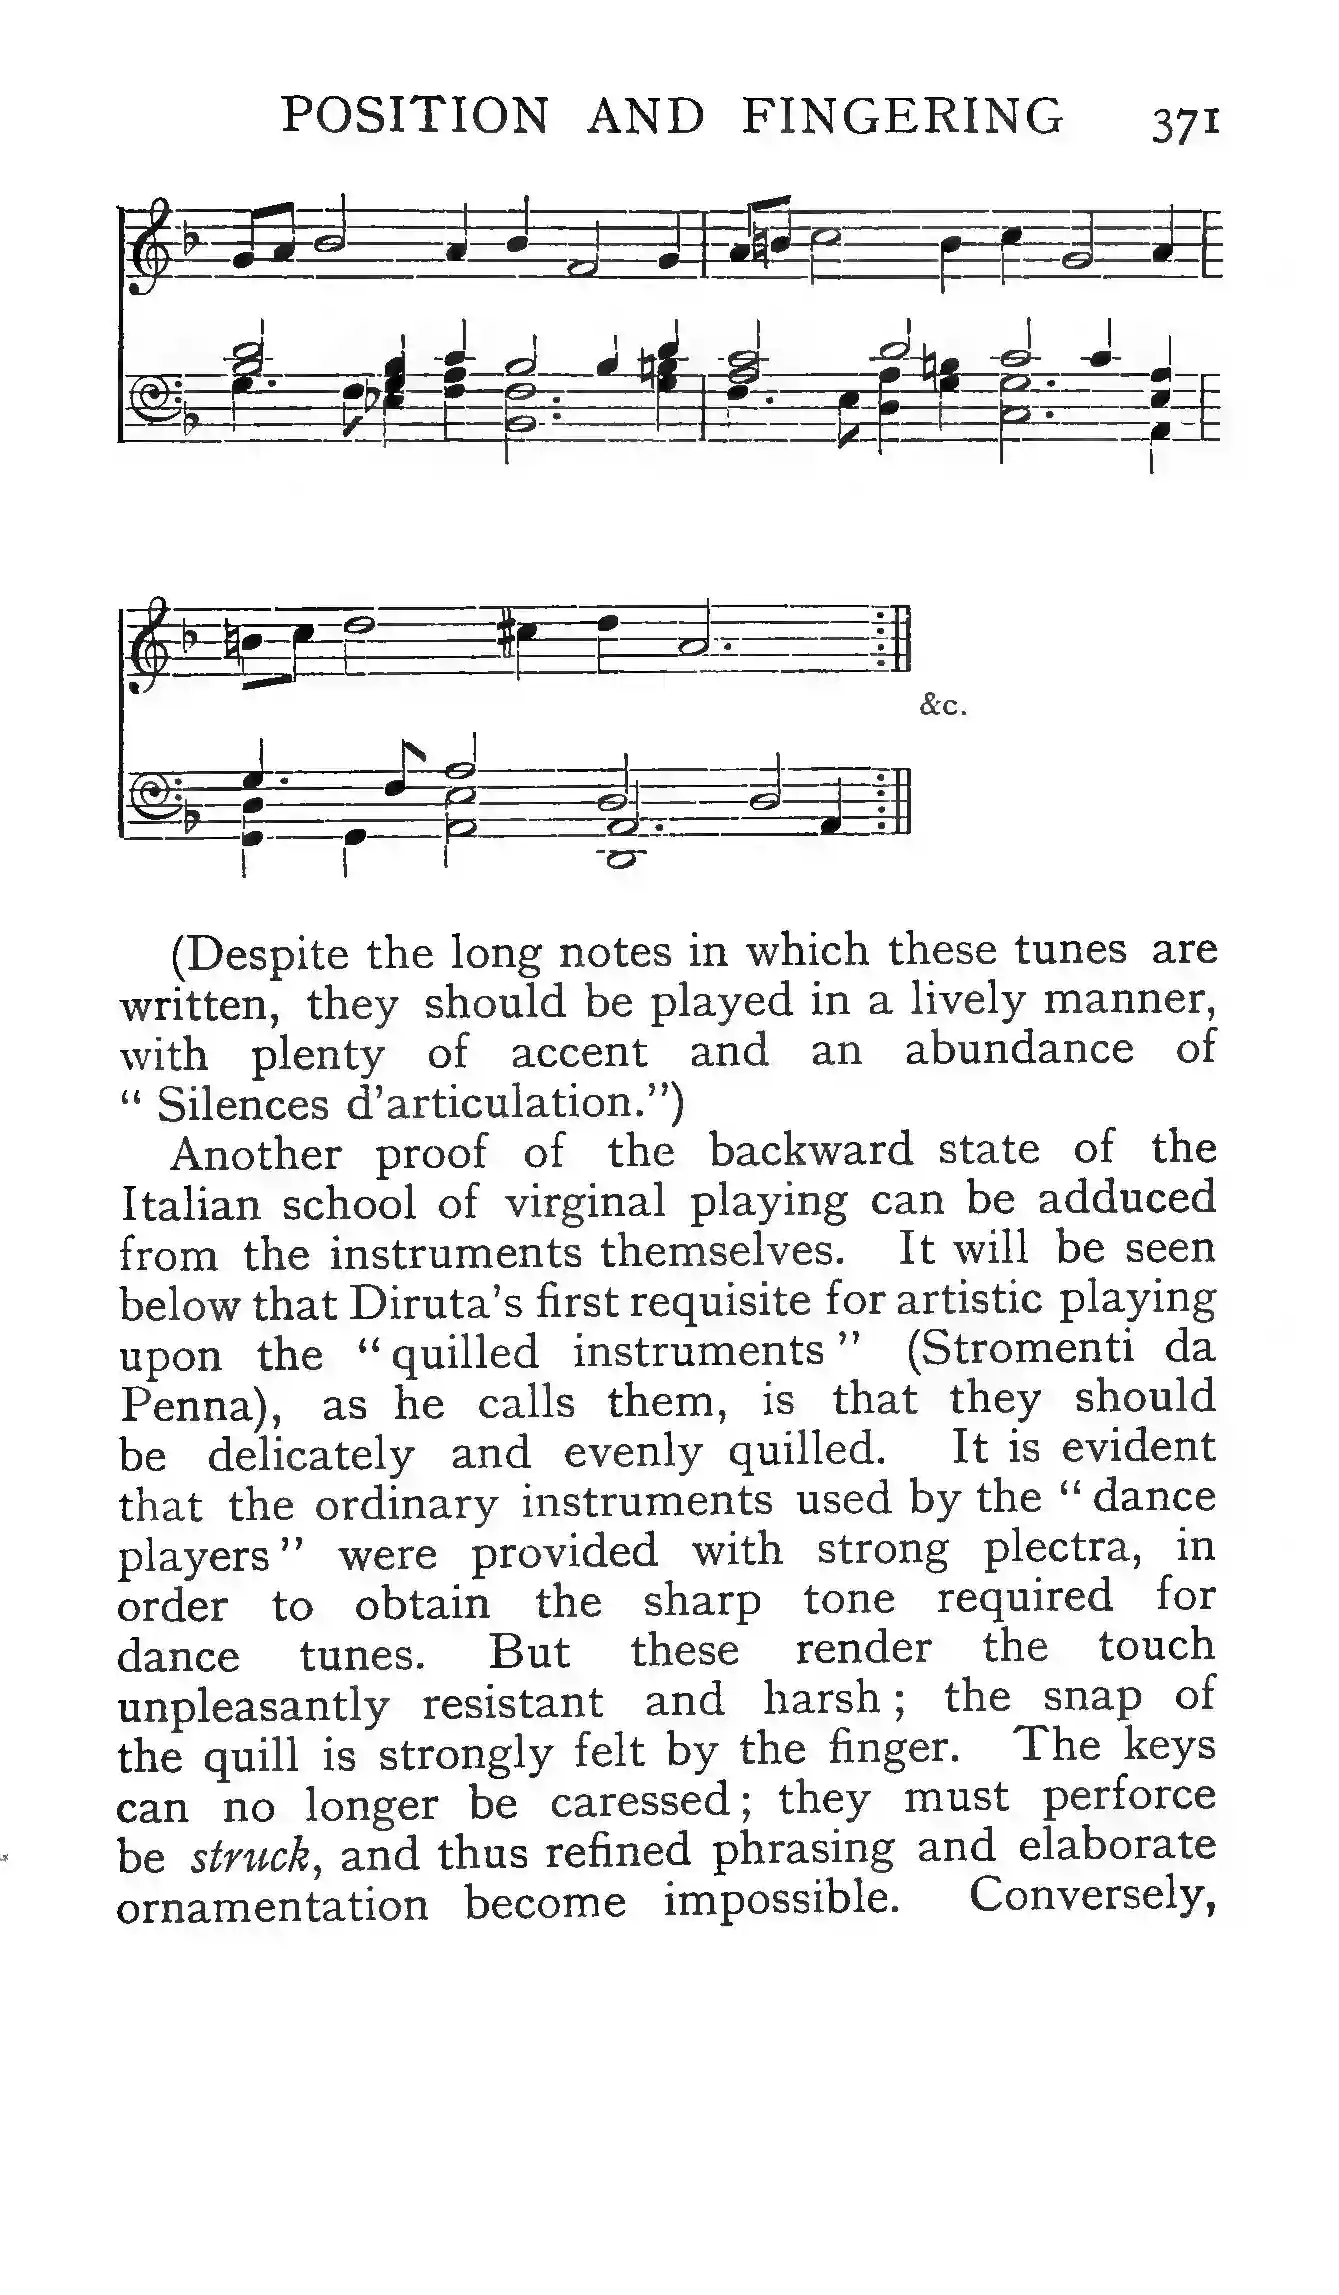 POSITION AND FINGERING 371
&c.
(Despite the long notes in which these tunes are
written, they should be played in a lively manner,
with plenty of accent and an abundance of
“ Silences d’articulation.”)
Another proof of the backward state of the
Italian school of virginal playing can be adduced
from the instruments themselves. It will be seen
below that Diruta’s first requisite for artistic playing
upon the “quilled instruments” (Stromenti da
Penna), as he calls them, is that they should
be delicately and evenly quilled. It is evident
that the ordinary instruments used by the “dance
players” were provided with strong plectra, in
order to obtain the sharp tone required for
dance tunes. But these render the touch
unpleasantly resistant and harsh; the snap of
the quill is strongly felt by the finger. The keys
can no longer be caressed; they must perforce
be struck, and thus refined phrasing and elaborate
ornamentation become impossible. Conversely,